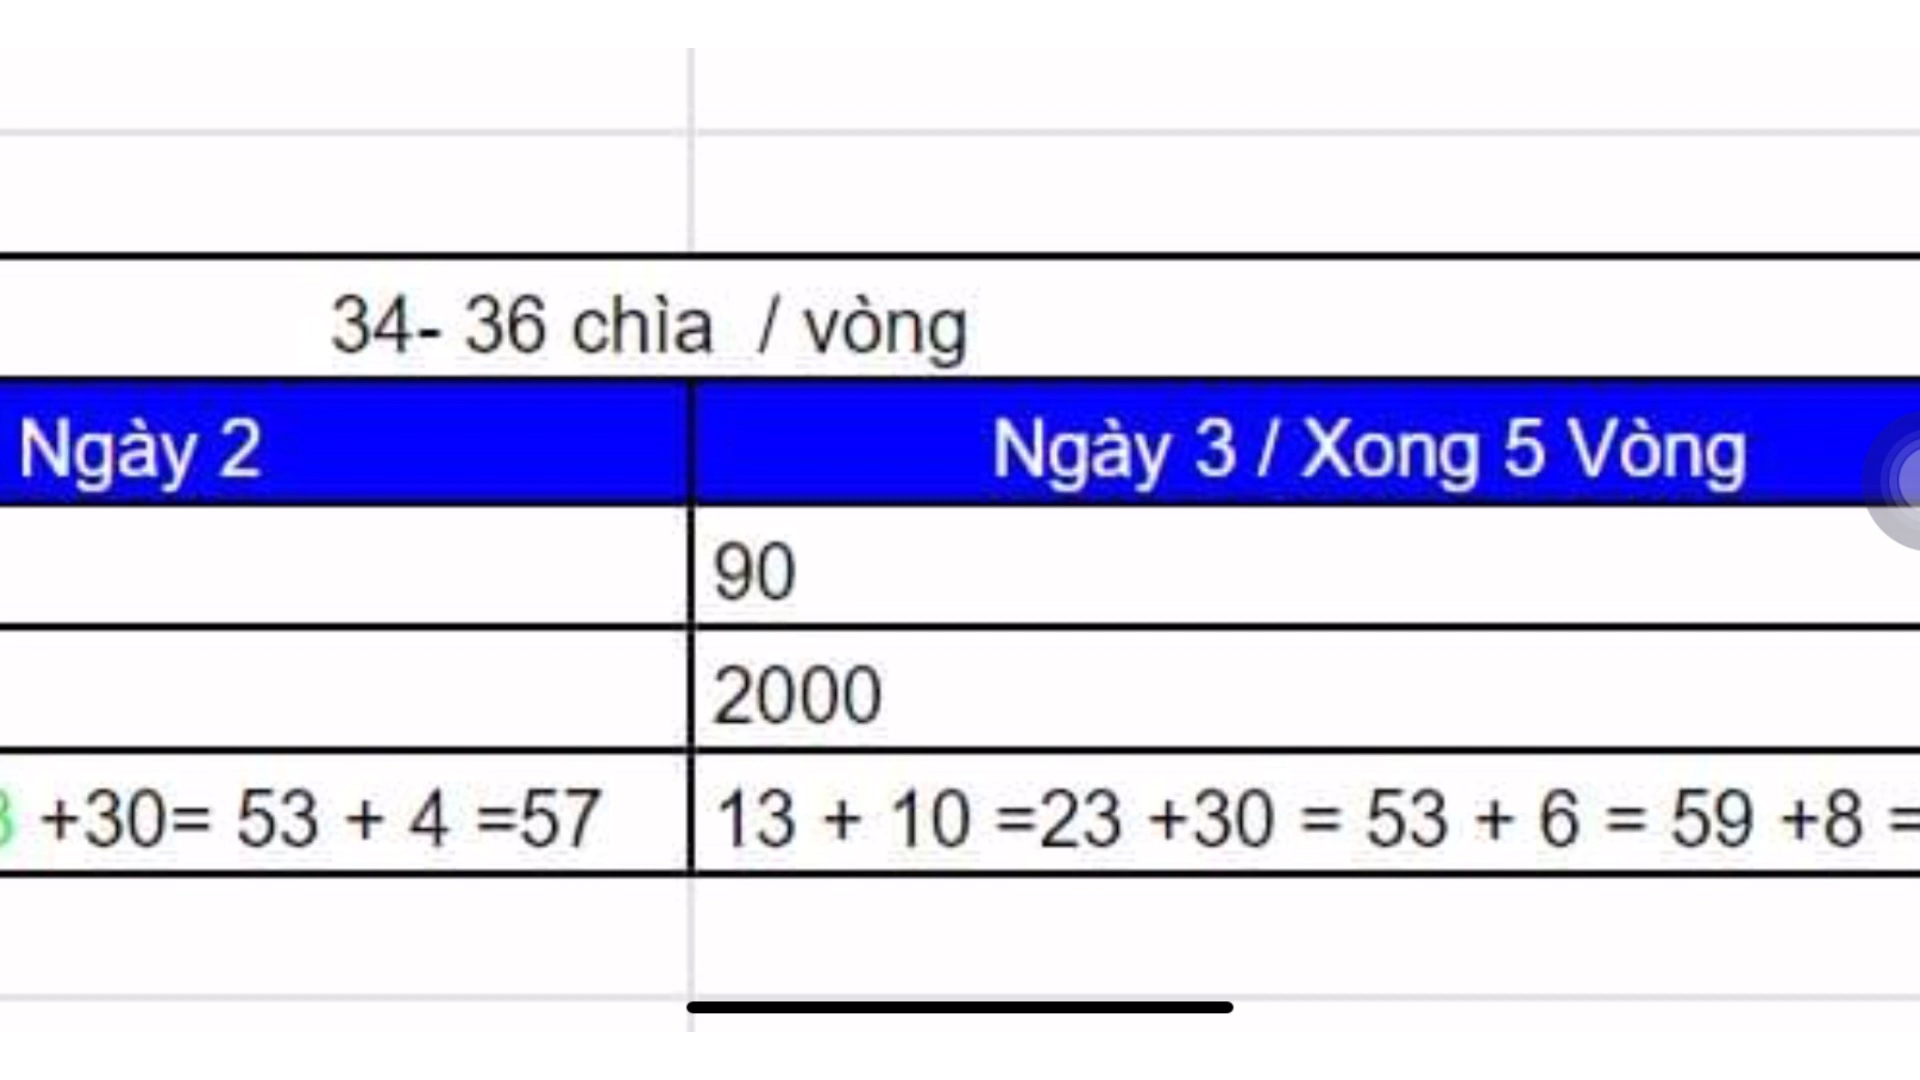 34- 36 chìa / vòng
Ngày 2 Ngày 3 / Xong 5 Vòng
90
2000
+30= 53 + 4 =57 13 + 10 =23 +30 = 53 + 6 = 59 +8 =